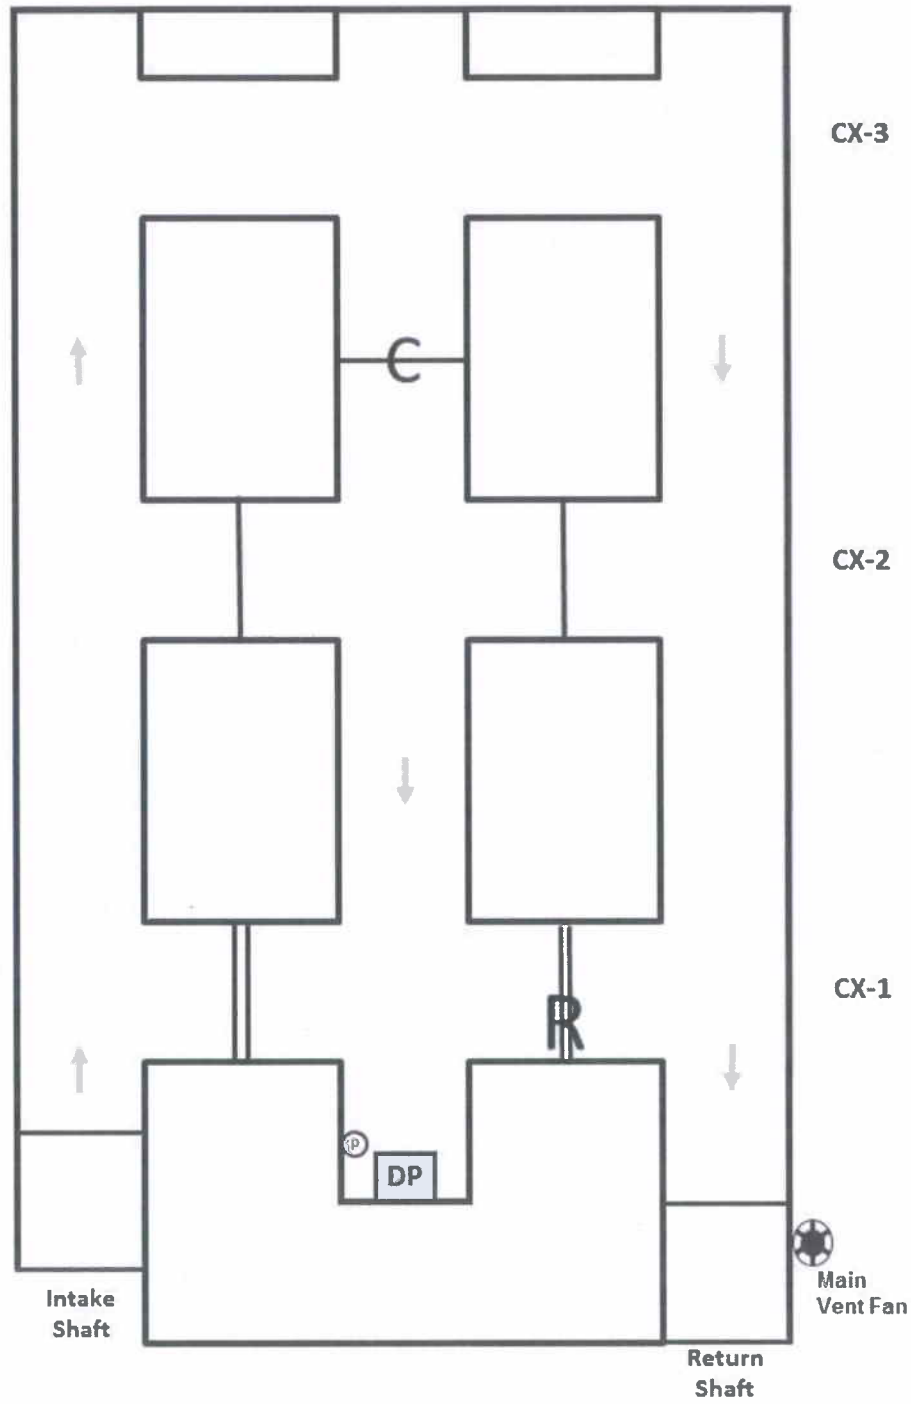 CX-3
C
CX-2
CX-1
R
P
DP
Intake
Shaft
Main
Vent Fan
Return
Shaft